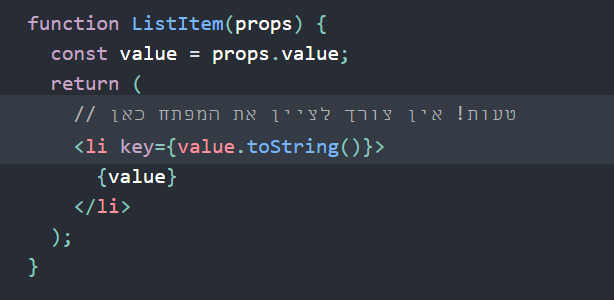 function ListItem(props) {
  const value = props.value;
  return (
    // טעות! אין צורך לציין את המפתח כאן
    <li key={value.toString()}>
      {value}
    </li>
  );
}